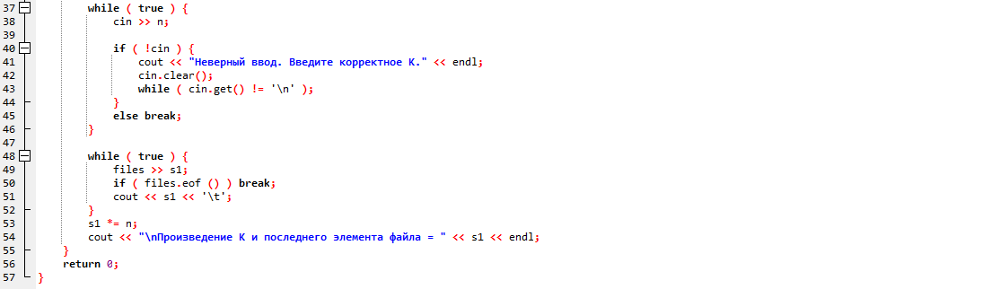 37 while ( true ) {
38 cin >> n;
39
40 if ( !cin ) {
41 cout << "Неверный ввод. Введите корректное К." << endl;
42 cin.clear();
43 while ( cin.get() != '\n' );
44 }
45 else break;
46 }
47
48 while ( true ) {
49 files >> s1;
50 if ( files.eof () ) break;
51 cout << s1 << '\t';
52 }
53 s1 *= n;
54 cout << "\nПроизведение К и последнего элемента файла = " << s1 << endl;
55 }
56 return 0;
57 }